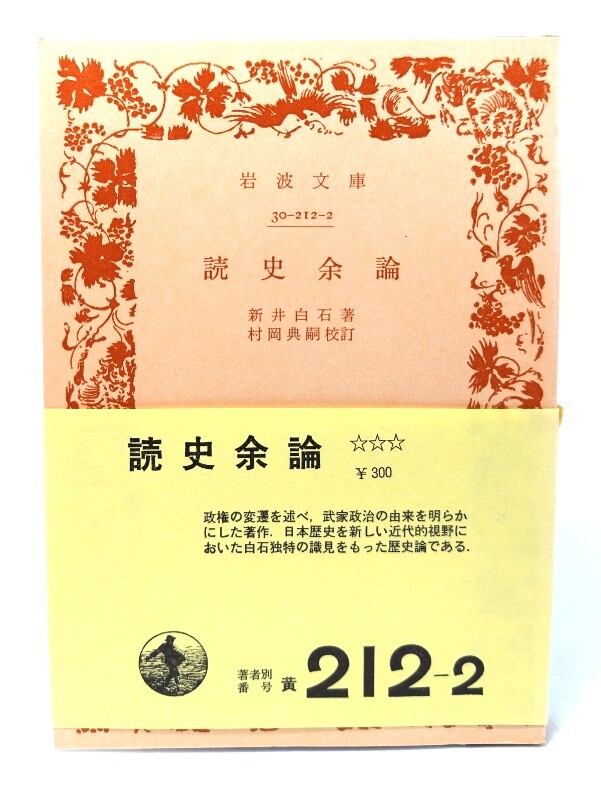 岩波文庫
30-212-2
読史余論
新井白石著
村岡典嗣校訂
読史余論 ☆☆☆
¥300
政権の変遷を述べ，武家政治の由来を明らか
にした著作．日本歴史を新しい近代的視野に
おいた白石独特の識見をもった歴史論である．
著者別
番号 黄 212-2